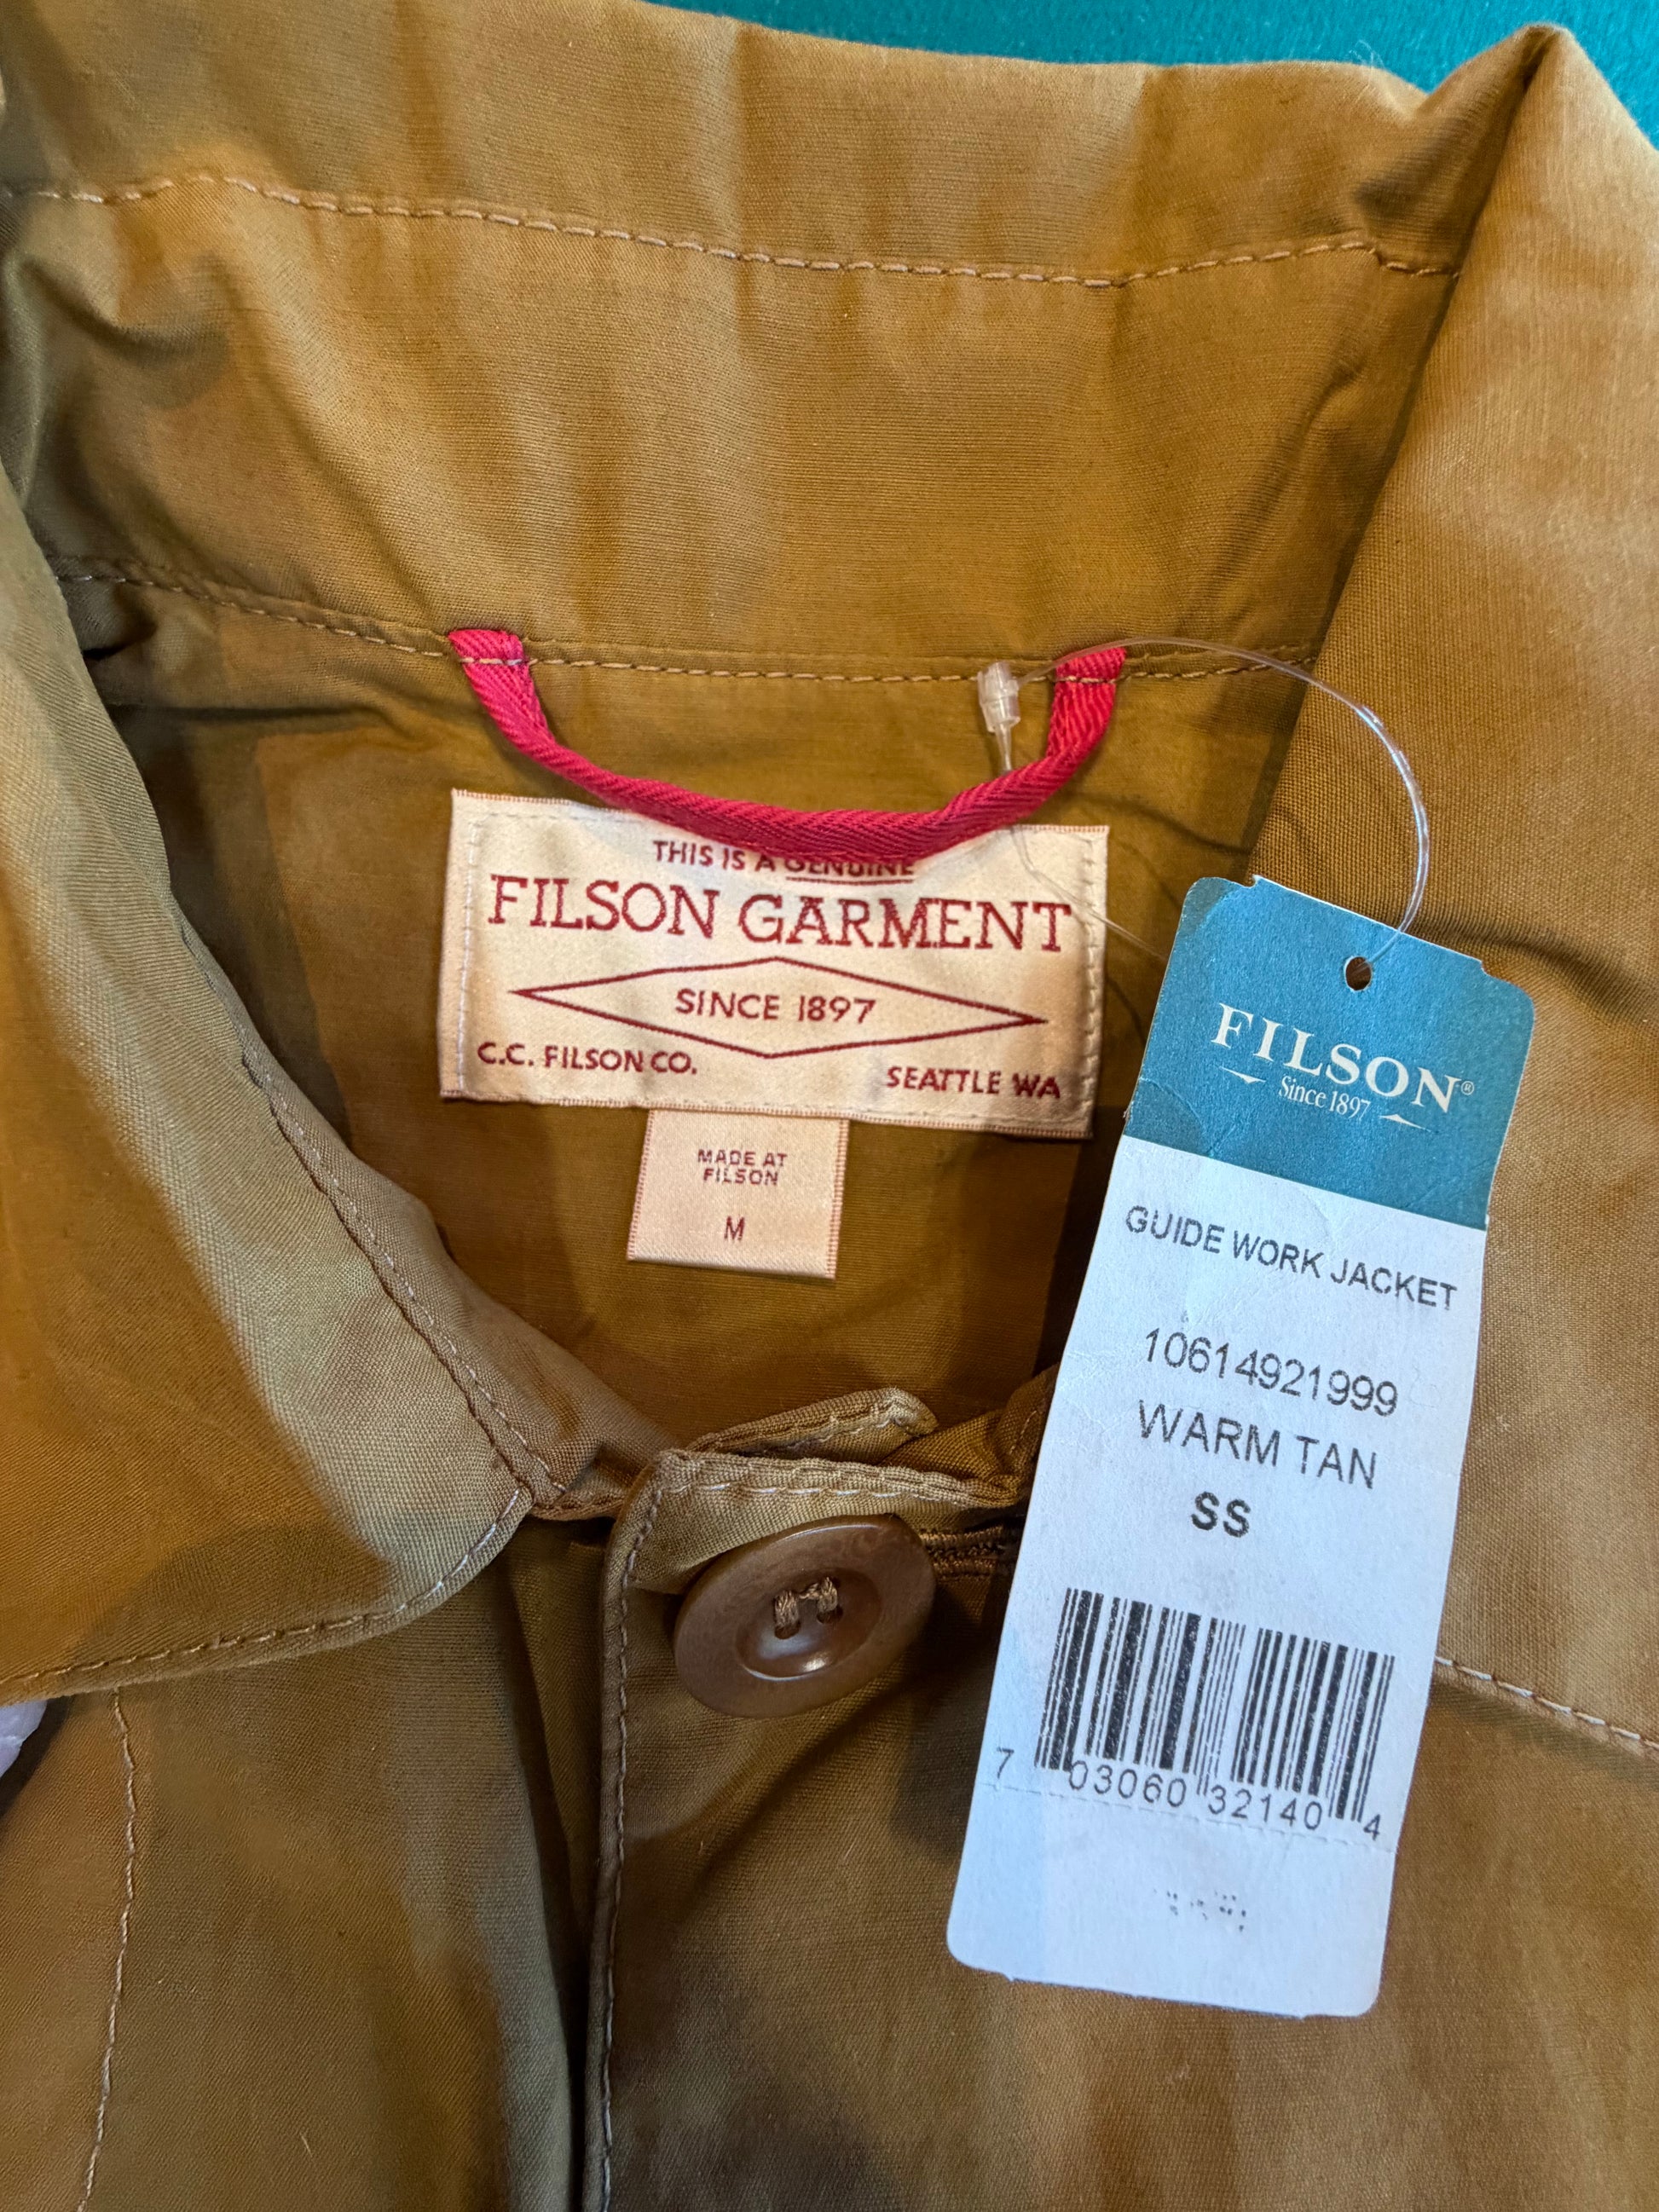 THIS IS A GENUINE
FILSON GARMENT
SINCE 1897
C.C. FILSON CO.
SEATTLE WA
MADE AT
FILSON
M
FILSON®
Since 1897
GUIDE WORK JACKET
10614921999
WARM TAN
SS
7 03060 32140 4